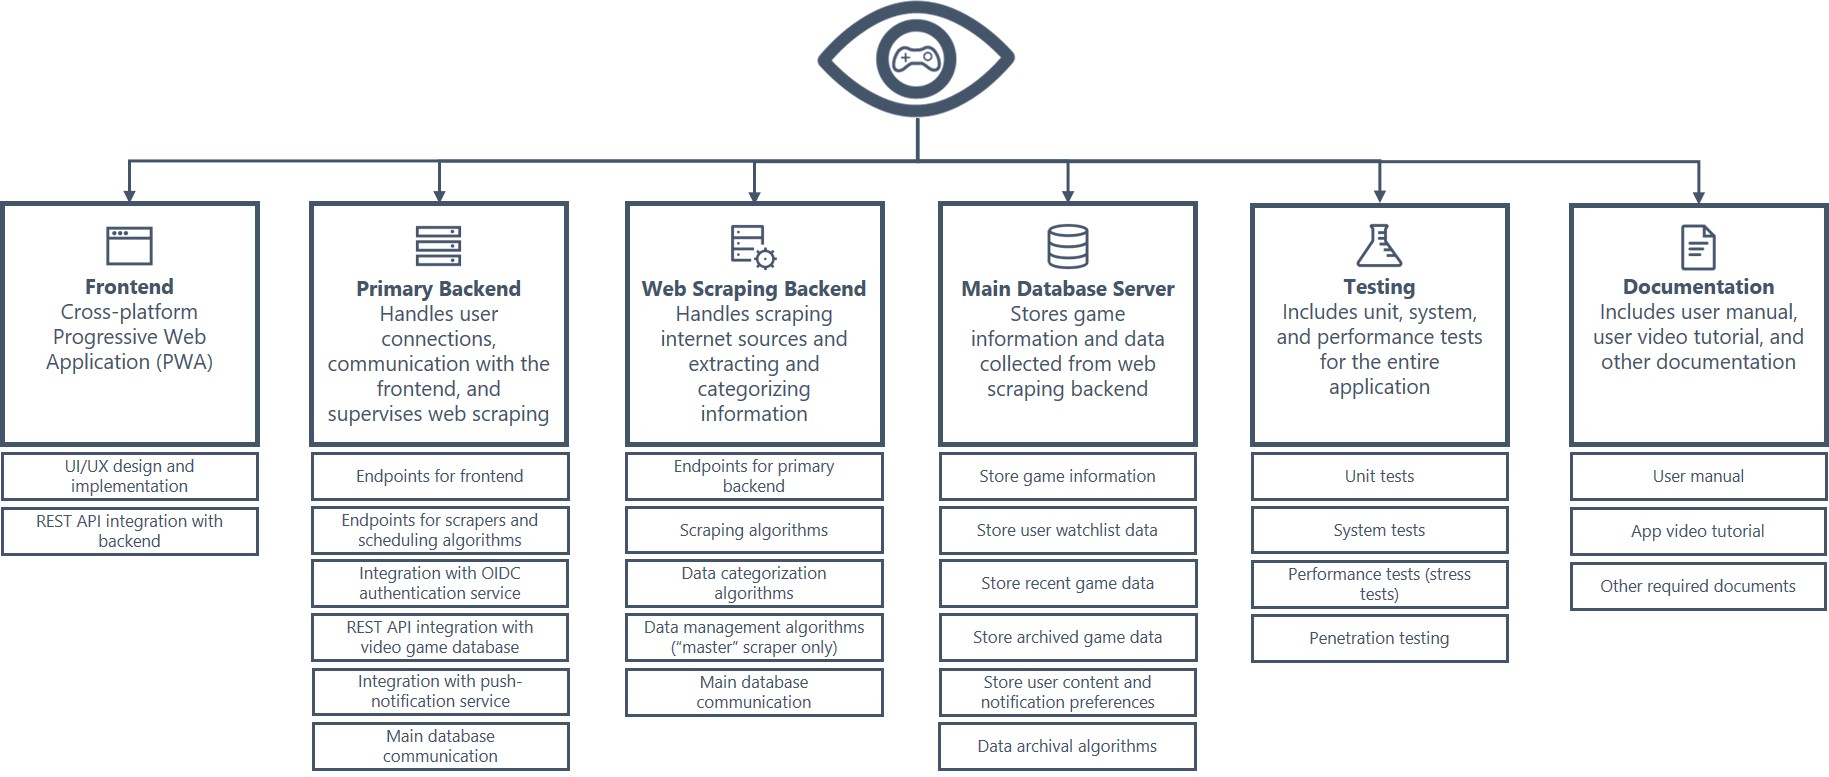 Frontend
Cross-platform
Progressive Web
Application (PWA)
UI/UX design and
implementation
REST API integration with
backend
Primary Backend
Handles user
connections,
communication with the
frontend, and
supervises web scraping
Endpoints for frontend
Endpoints for scrapers and
scheduling algorithms
Integration with OIDC
authentication service
REST API integration with
video game database
Integration with push-
notification service
Main database
communication
Web Scraping Backend
Handles scraping
internet sources and
extracting and
categorizing
information
Endpoints for primary
backend
Scraping algorithms
Data categorization
algorithms
Data management algorithms
(“master” scraper only)
Main database
communication
Main Database Server
Stores game
information and data
collected from web
scraping backend
Store game information
Store user watchlist data
Store recent game data
Store archived game data
Store user content and
notification preferences
Data archival algorithms
Testing
Includes unit, system,
and performance tests
for the entire
application
Unit tests
System tests
Performance tests (stress
tests)
Penetration testing
Documentation
Includes user manual,
user video tutorial, and
other documentation
User manual
App video tutorial
Other required documents